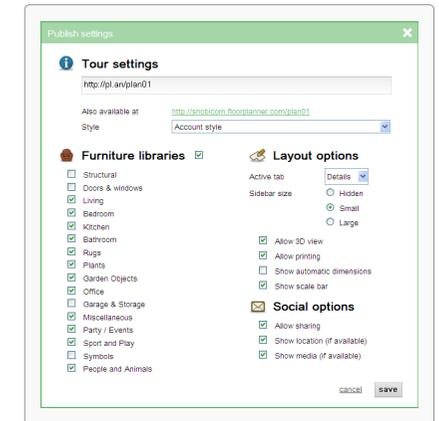 Publish settings
Tour settings
http://pl.an/plan01
Also available at http://shobicorn.floorplanner.com/plan01
Style Account style
Furniture libraries
Structural
Doors & windows
Living
Bedroom
Kitchen
Bathroom
Rugs
Plants
Garden Objects
Office
Garage & Storage
Miscellaneous
Party / Events
Sport and Play
Symbols
People and Animals
Layout options
Active tab Details
Sidebar size Hidden
Small
Large
Allow 3D view
Allow printing
Show automatic dimensions
Show scale bar
Social options
Allow sharing
Show location (if available)
Show media (if available)
cancel save